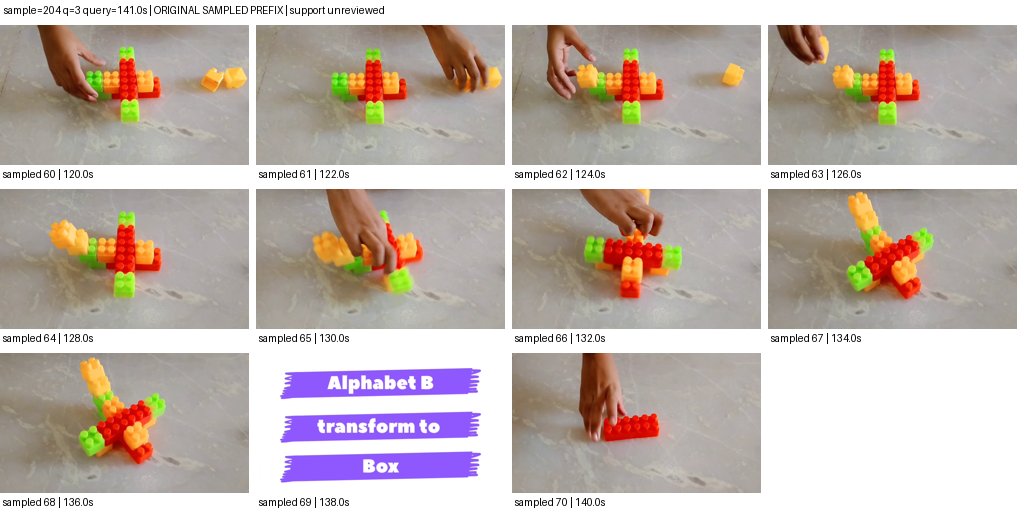 sample=204 q=3 query=141.0s | ORIGINAL SAMPLED PREFIX | support unreviewed
sampled 60 | 120.0s
sampled 61 | 122.0s
sampled 62 | 124.0s
sampled 63 | 126.0s
sampled 64 | 128.0s
sampled 65 | 130.0s
sampled 66 | 132.0s
sampled 67 | 134.0s
Alphabet B
transform to
Box
sampled 68 | 136.0s
sampled 69 | 138.0s
sampled 70 | 140.0s